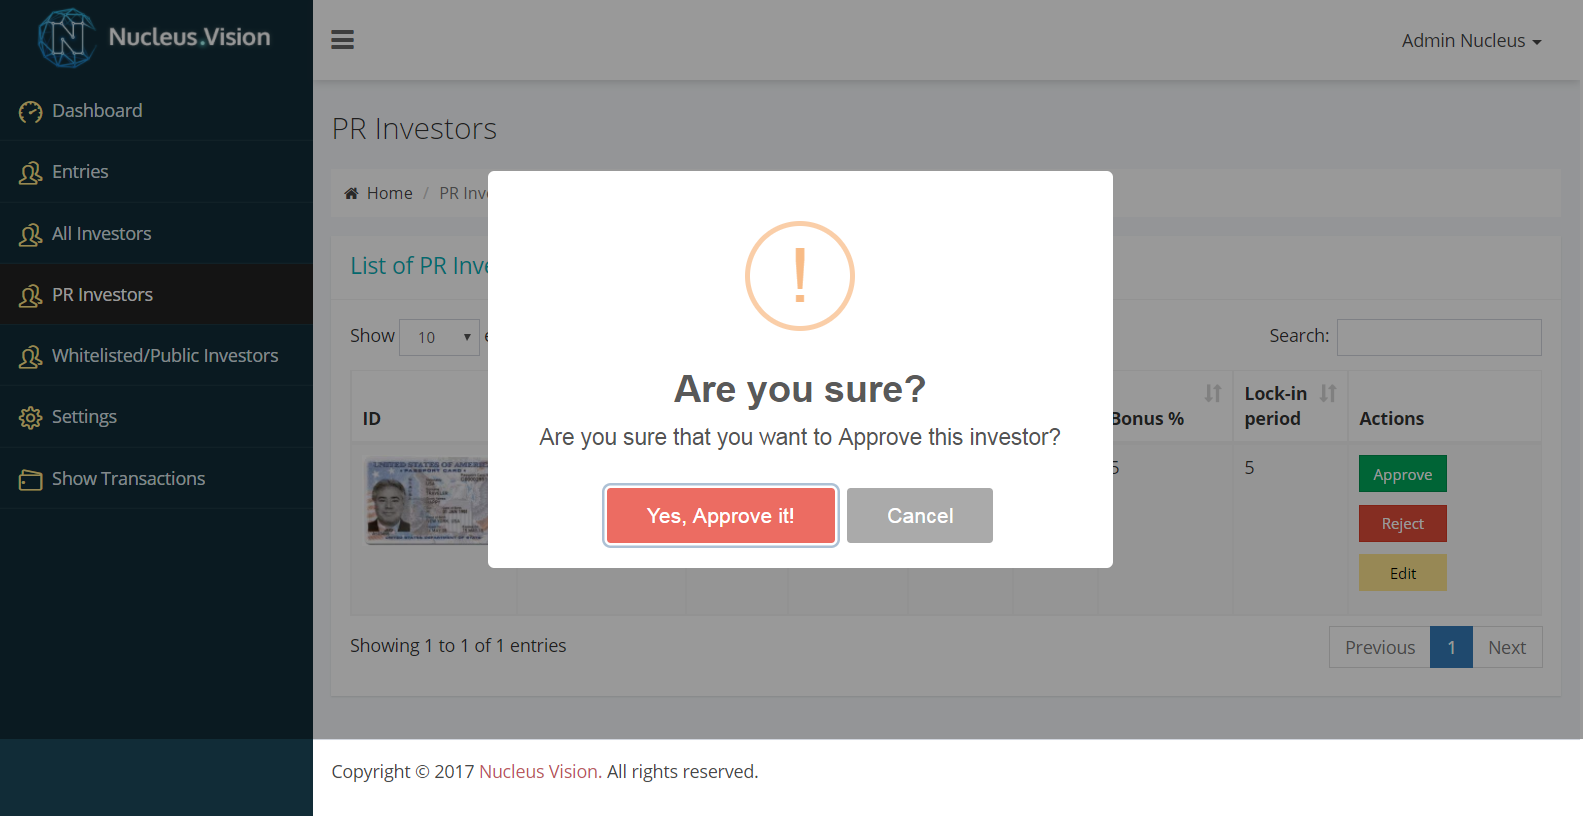 Nucleus.Vision
Admin Nucleus
Dashboard
Entries
All Investors
PR Investors
Whitelisted/Public Investors
Settings
Show Transactions
PR Investors
Home / PR Inv
List of PR Inve
Show 10
Search:
ID
Bonus %
Lock-in period
Actions
UNITED STATES OF AMERI
PASSPORT CARD
5
5
Approve
Reject
Edit
!
Are you sure?
Are you sure that you want to Approve this investor?
Yes, Approve it!
Cancel
Showing 1 to 1 of 1 entries
Previous 1 Next
Copyright © 2017 Nucleus Vision. All rights reserved.